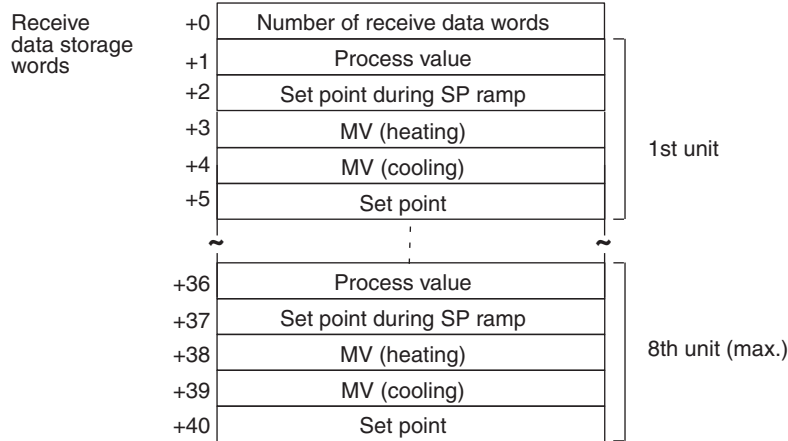 Receive
data storage
words
+0 Number of receive data words
+1 Process value
+2 Set point during SP ramp
+3 MV (heating)
+4 MV (cooling)
+5 Set point
1st unit
+36 Process value
+37 Set point during SP ramp
+38 MV (heating)
+39 MV (cooling)
+40 Set point
8th unit (max.)